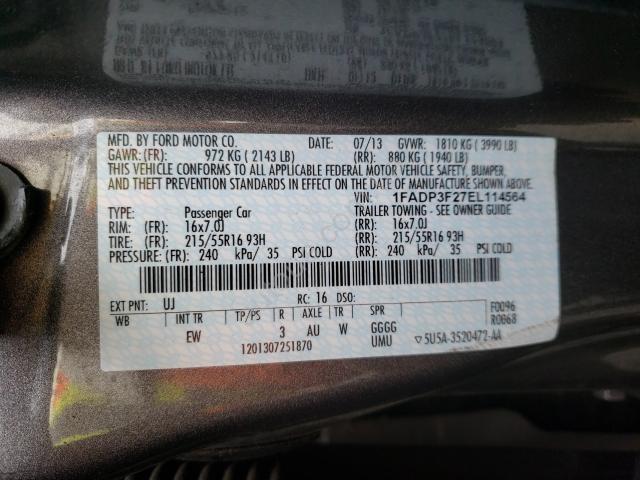 MFD. BY FORD MOTOR CO. DATE: 07/13 GVWR: 1810 KG ( 3990 LB)
GAWR: (FR): 972 KG ( 2143 LB) (RR): 880 KG ( 1940 LB)
THIS VEHICLE CONFORMS TO ALL APPLICABLE FEDERAL MOTOR VEHICLE SAFETY, BUMPER,
AND THEFT PREVENTION STANDARDS IN EFFECT ON THE DATE OF MANUFACTURE SHOWN ABOVE.
VIN: 1FADP3F27EL114564
TYPE: Passenger Car TRAILER TOWING - SEE OWNER GUIDE
RIM: (FR): 16x7.0J (RR): 16x7.0J
TIRE: (FR): 215/55R16 93H (RR): 215/55R16 93H
PRESSURE: (FR): 240 kPa/ 35 PSI COLD (RR): 240 kPa/ 35 PSI COLD
EXT PNT: UJ RC: 16 DSO: F0096
WB INT TR TP/PS R AXLE TR SPR R0868
EW 3 AU W GGGG
1201307251870 UMU ▽5U5A-3520472-AA